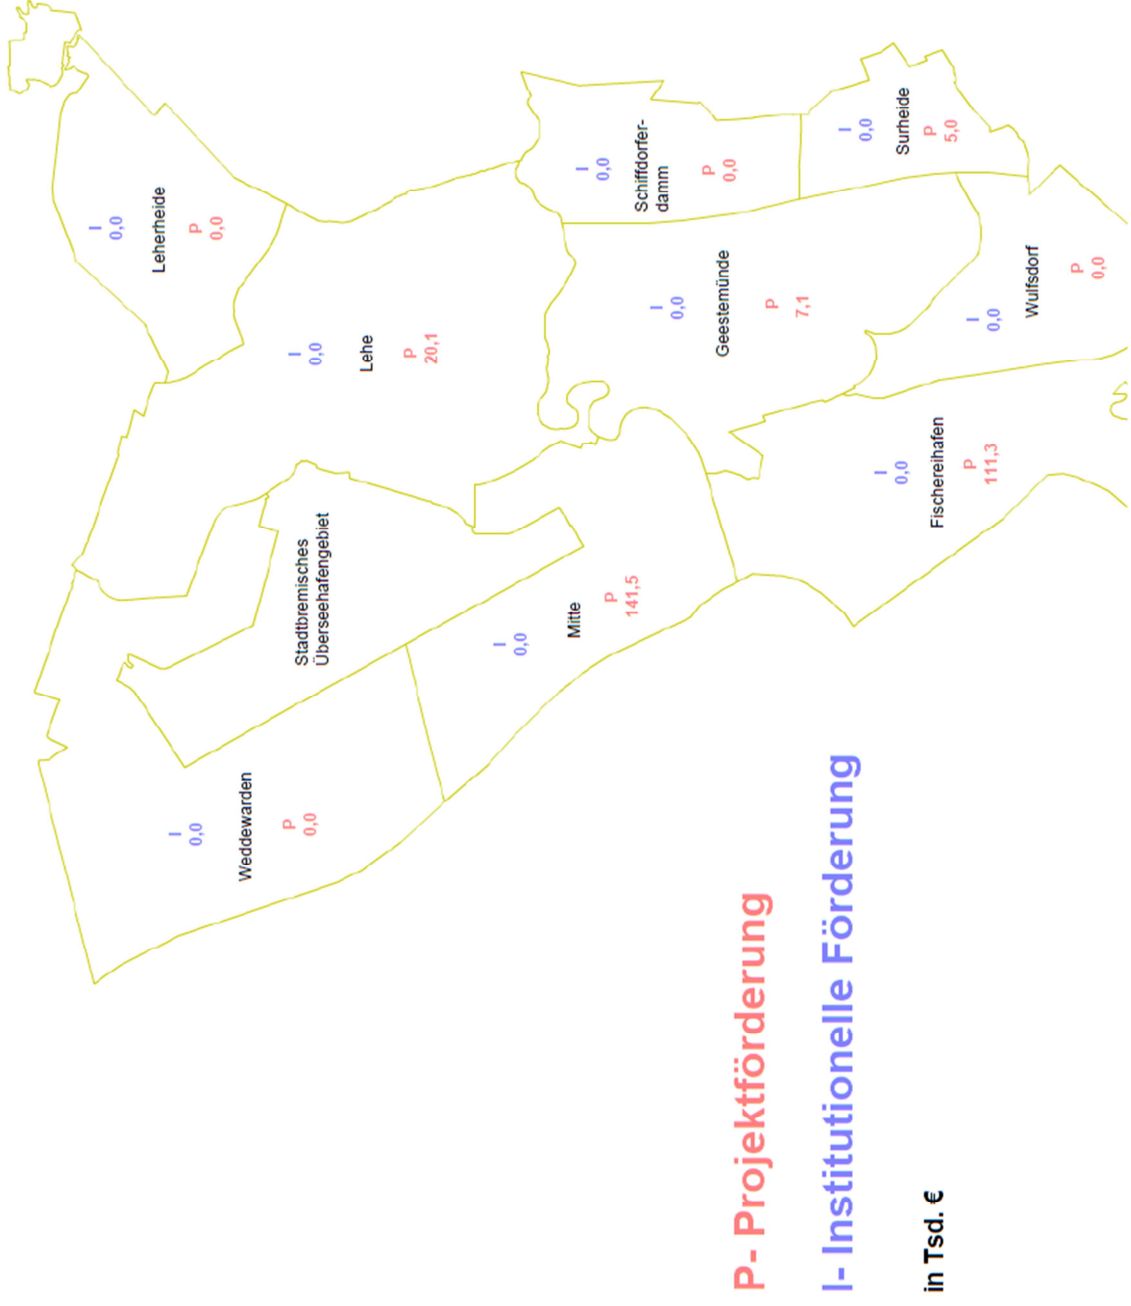 I
0,0
Leherheide
P
0,0
I
0,0
Weddewarden
P
0,0
Stadtbremisches
Überseehafengebiet
I
0,0
Lehe
P
20,1
I
0,0
Mitte
P
141,5
I
0,0
Schiffdorfer-
damm
P
0,0
I
0,0
Geestemünde
P
7,1
I
0,0
Surheide
P
5,0
I
0,0
Fischereihafen
P
111,3
I
0,0
Wulfsdorf
P
0,0
P- Projektförderung
I- Institutionelle Förderung
in Tsd. €